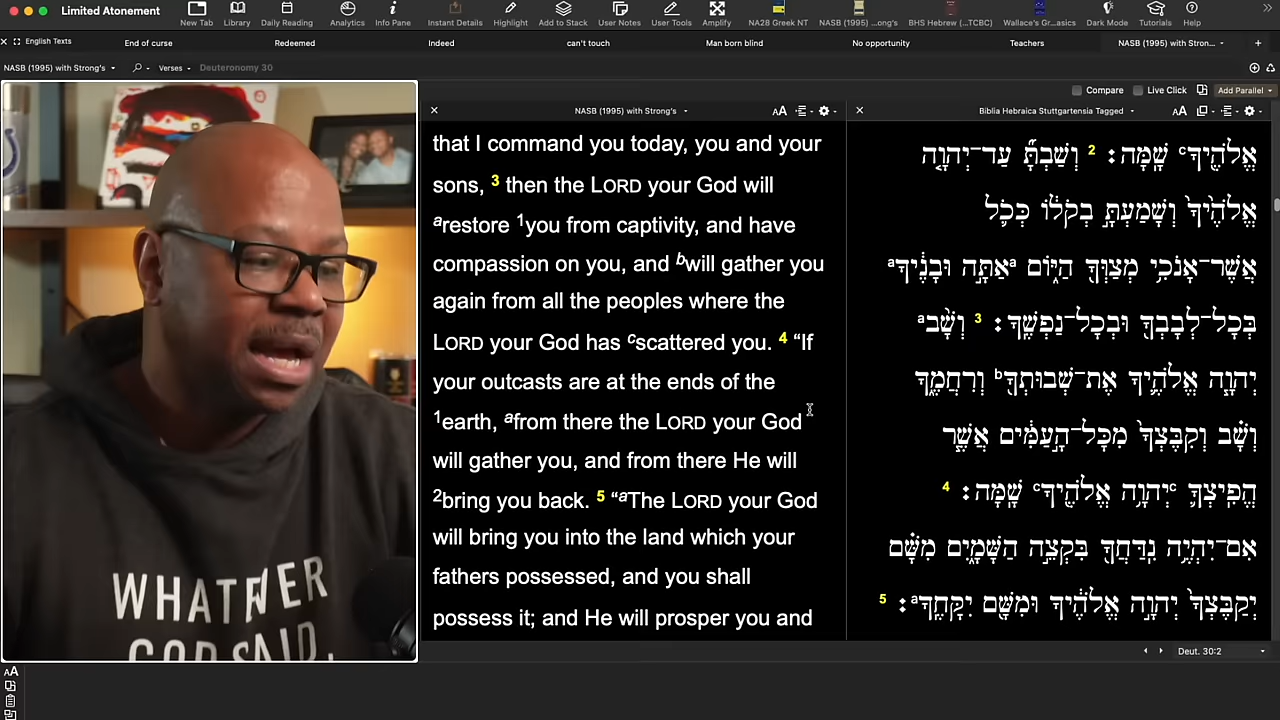 Limited Atonement
New Tab
Library
Daily Reading
Analytics
Info Pane
Instant Details
Highlight
Add to Stack
User Notes
User Tools
Amplify
NA28 Greek NT
NASB (1995) ...ong's
BHS Hebrew (...TCBC)
Wallace's Gr...asics
Dark Mode
Tutorials
Help
English Texts
End of curse
Redeemed
Indeed
can't touch
Man born blind
No opportunity
Teachers
NASB (1995) with Stron...
NASB (1995) with Strong's
Verses
Deuteronomy 30
Compare
Live Click
Add Parallel
NASB (1995) with Strong's
that I command you today, you and your
sons, 3 then the LORD your God will
arestore 1you from captivity, and have
compassion on you, and bwill gather you
again from all the peoples where the
LORD your God has cscattered you. 4 “If
your outcasts are at the ends of the
1earth, afrom there the LORD your God
will gather you, and from there He will
2bring you back. 5 “aThe LORD your God
will bring you into the land which your
fathers possessed, and you shall
possess it; and He will prosper you and
Biblia Hebraica Stuttgartensia Tagged
אֱלֹהֶ֖יךָc שָֽׁמָּה׃ 2 וְשַׁבְתָּ֞ עַד־יְהוָ֤ה
אֱלֹהֶ֙יךָ֙ וְשָׁמַעְתָּ֣ בְקֹל֔וֹ כְּכֹ֛ל
אֲשֶׁר־אָנֹכִ֥י מְצַוְּךָ֖ הַיּ֑וֹםa אַתָּ֣ה וּבָנֶ֔יךָa
בְּכָל־לְבָבְךָ֖ וּבְכָל־נַפְשֶֽׁךָ׃ 3 וְשָׁ֨בa
יְהוָ֧ה אֱלֹהֶ֛יךָ אֶת־שְׁבוּתְךָ֖b וְרִחֲמֶ֑ךָ
וְשָׁ֗ב וְקִבֶּצְךָ֙ מִכָּל־הָ֣עַמִּ֔ים אֲשֶׁ֧ר
הֱפִֽיצְךָ֛ cיְהוָ֥ה אֱלֹהֶ֖יךָc שָֽׁמָּה׃ 4
אִם־יִהְיֶ֥ה נִֽדַּחֲךָ֖ בִּקְצֵ֣ה הַשָּׁמָ֑יִם מִשָּׁ֗ם
יְקַבֶּצְךָ֙ יְהוָ֣ה אֱלֹהֶ֔יךָ וּמִשָּׁ֖ם יִקָּחֶֽךָa׃ 5
Deut. 30:2
WHATEVER
GOD SAID.